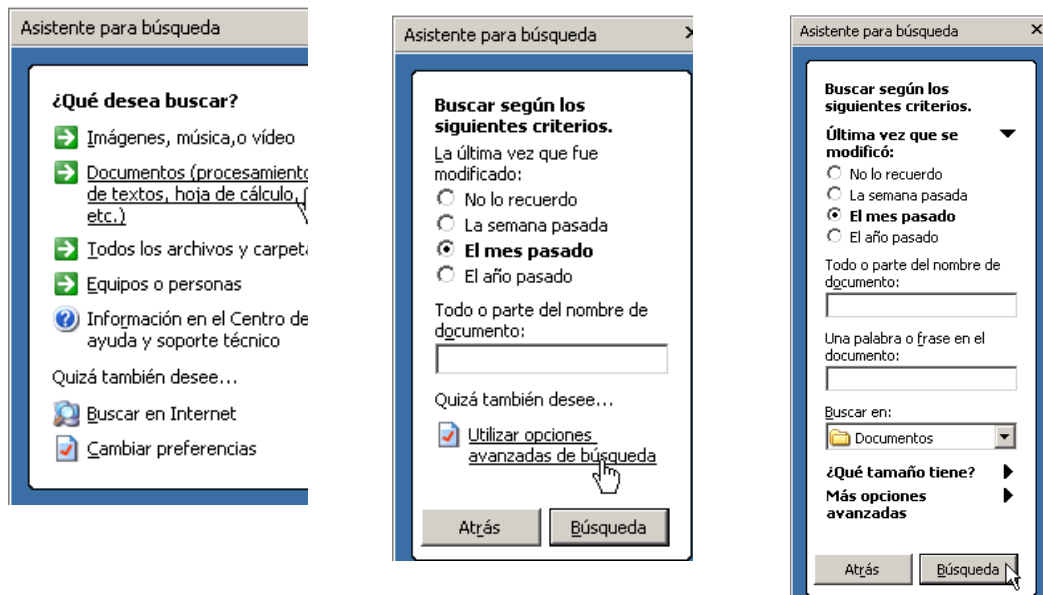 Asistente para búsqueda
¿Qué desea buscar?
Imágenes, música,o vídeo
Documentos (procesamiento
de textos, hoja de cálculo,
etc.)
Todos los archivos y carpeta
Equipos o personas
Información en el Centro de
ayuda y soporte técnico
Quizá también desee...
Buscar en Internet
Cambiar preferencias
Asistente para búsqueda
Buscar según los
siguientes criterios.
La última vez que fue
modificado:
No lo recuerdo
La semana pasada
El mes pasado
El año pasado
Todo o parte del nombre de
documento:
Quizá también desee...
Utilizar opciones
avanzadas de búsqueda
Atrás
Búsqueda
Asistente para búsqueda
Buscar según los
siguientes criterios.
Última vez que se
modificó:
No lo recuerdo
La semana pasada
El mes pasado
El año pasado
Todo o parte del nombre de
documento:
Una palabra o frase en el
documento:
Buscar en:
Documentos
¿Qué tamaño tiene?
Más opciones
avanzadas
Atrás
Búsqueda